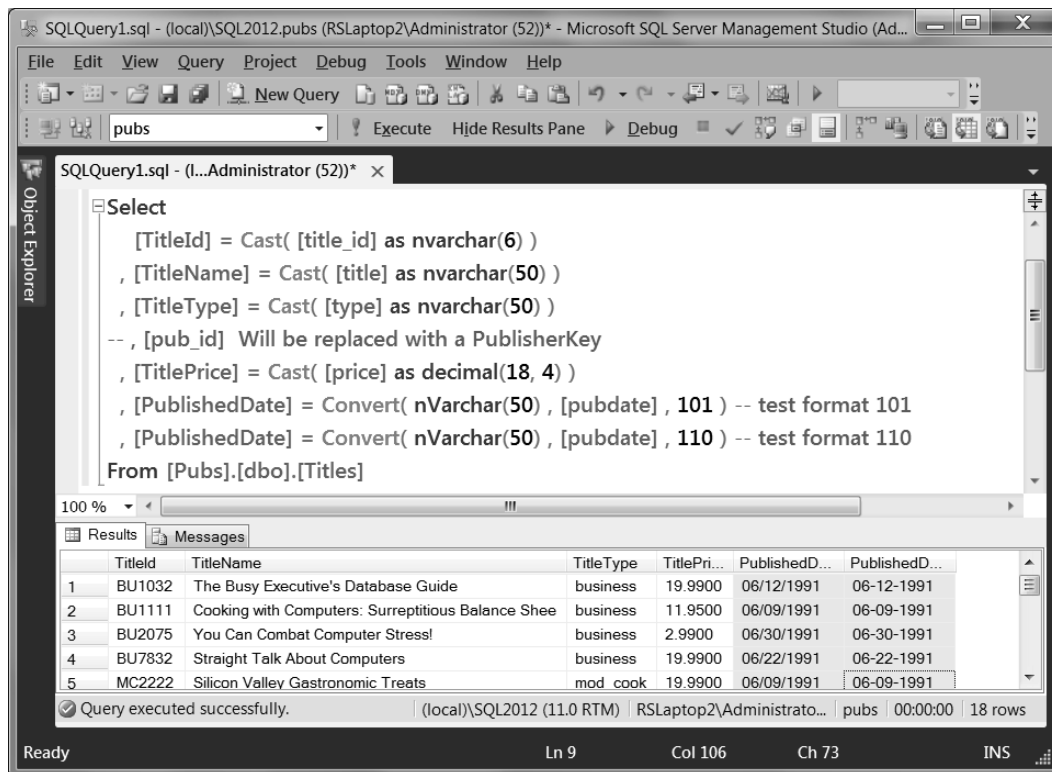 SQLQuery1.sql - (local)\SQL2012.pubs (RSLaptop2\Administrator (52))* - Microsoft SQL Server Management Studio (Ad...
File Edit View Query Project Debug Tools Window Help
New Query
pubs Execute Hide Results Pane Debug
Object Explorer
SQLQuery1.sql - (l...Administrator (52))*
Select
[TitleId] = Cast( [title_id] as nvarchar(6) )
, [TitleName] = Cast( [title] as nvarchar(50) )
, [TitleType] = Cast( [type] as nvarchar(50) )
-- , [pub_id] Will be replaced with a PublisherKey
, [TitlePrice] = Cast( [price] as decimal(18, 4) )
, [PublishedDate] = Convert( nVarchar(50) , [pubdate] , 101 ) -- test format 101
, [PublishedDate] = Convert( nVarchar(50) , [pubdate] , 110 ) -- test format 110
From [Pubs].[dbo].[Titles]
100 %
Results Messages
TitleId TitleName TitleType TitlePri... PublishedD... PublishedD...
1 BU1032 The Busy Executive's Database Guide business 19.9900 06/12/1991 06-12-1991
2 BU1111 Cooking with Computers: Surreptitious Balance Shee business 11.9500 06/09/1991 06-09-1991
3 BU2075 You Can Combat Computer Stress! business 2.9900 06/30/1991 06-30-1991
4 BU7832 Straight Talk About Computers business 19.9900 06/22/1991 06-22-1991
5 MC2222 Silicon Valley Gastronomic Treats mod_cook 19.9900 06/09/1991 06-09-1991
Query executed successfully. (local)\SQL2012 (11.0 RTM) RSLaptop2\Administrato... pubs 00:00:00 18 rows
Ready Ln 9 Col 106 Ch 73 INS